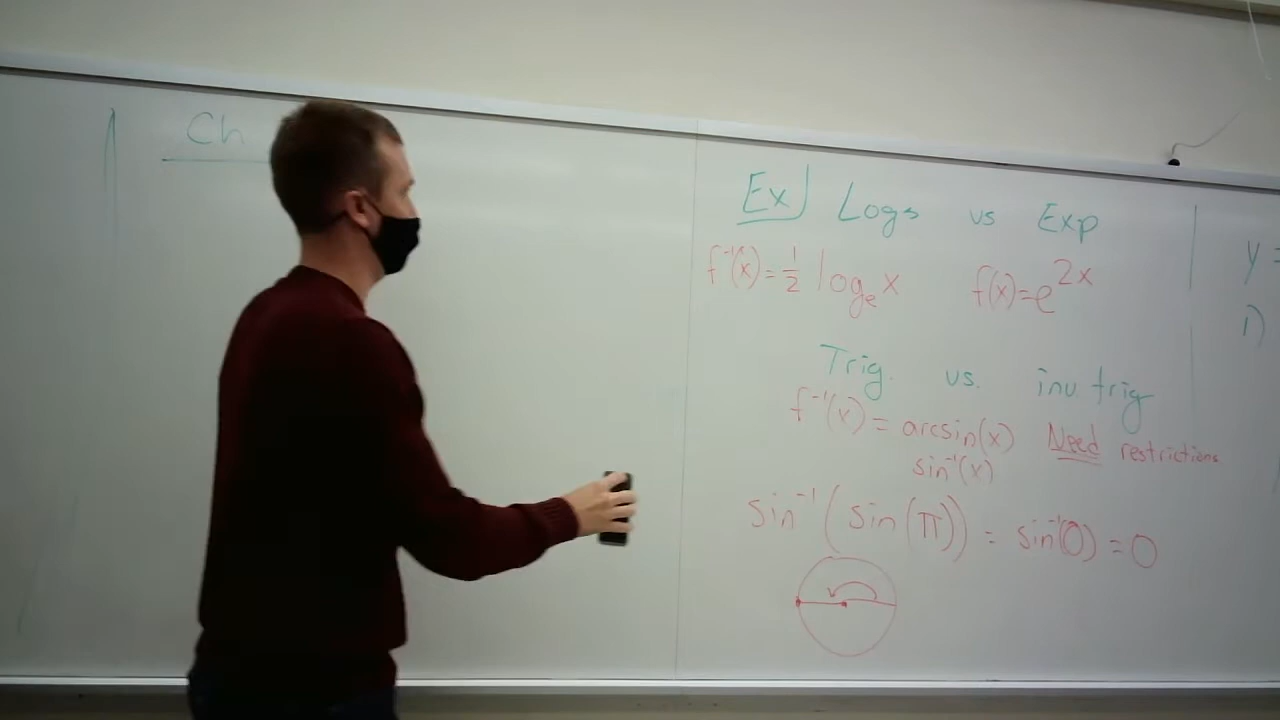 Ch
Ex Logs vs Exp
f⁻¹(x) = 1/2 logₑ x f(x) = e^2x
Trig. vs. inv trig
f⁻¹(x) = arcsin(x) Need restrictions
sin⁻¹(x)
sin⁻¹(sin(π)) = sin⁻¹(0) = 0
y =
1)